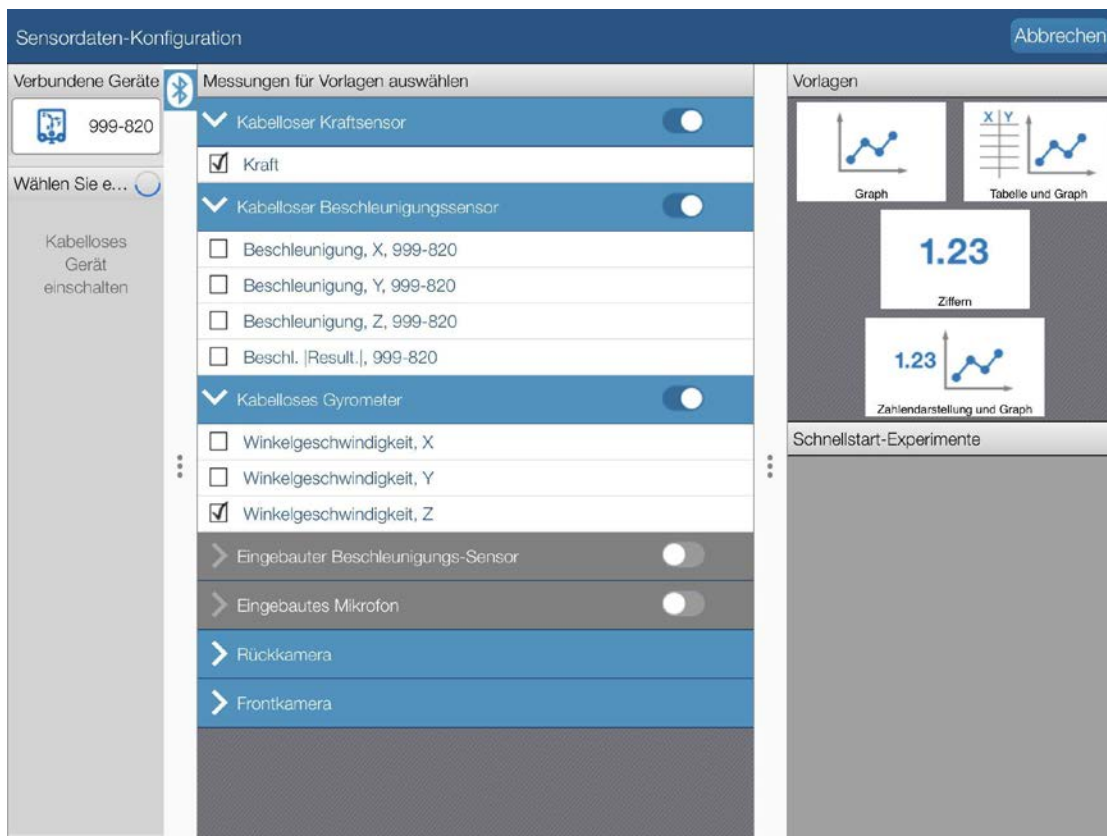 Sensordaten-Konfiguration
Abbrechen
Verbundene Geräte
999-820
Wählen Sie e...
Kabelloses
Gerät
einschalten
Messungen für Vorlagen auswählen
Kabelloser Kraftsensor
Kraft
Kabelloser Beschleunigungssensor
Beschleunigung, X, 999-820
Beschleunigung, Y, 999-820
Beschleunigung, Z, 999-820
Beschl. |Result.|, 999-820
Kabelloses Gyrometer
Winkelgeschwindigkeit, X
Winkelgeschwindigkeit, Y
Winkelgeschwindigkeit, Z
Eingebauter Beschleunigungs-Sensor
Eingebautes Mikrofon
Rückkamera
Frontkamera
Vorlagen
Graph
X Y
Tabelle und Graph
1.23
Ziffern
1.23
Zahlendarstellung und Graph
Schnellstart-Experimente